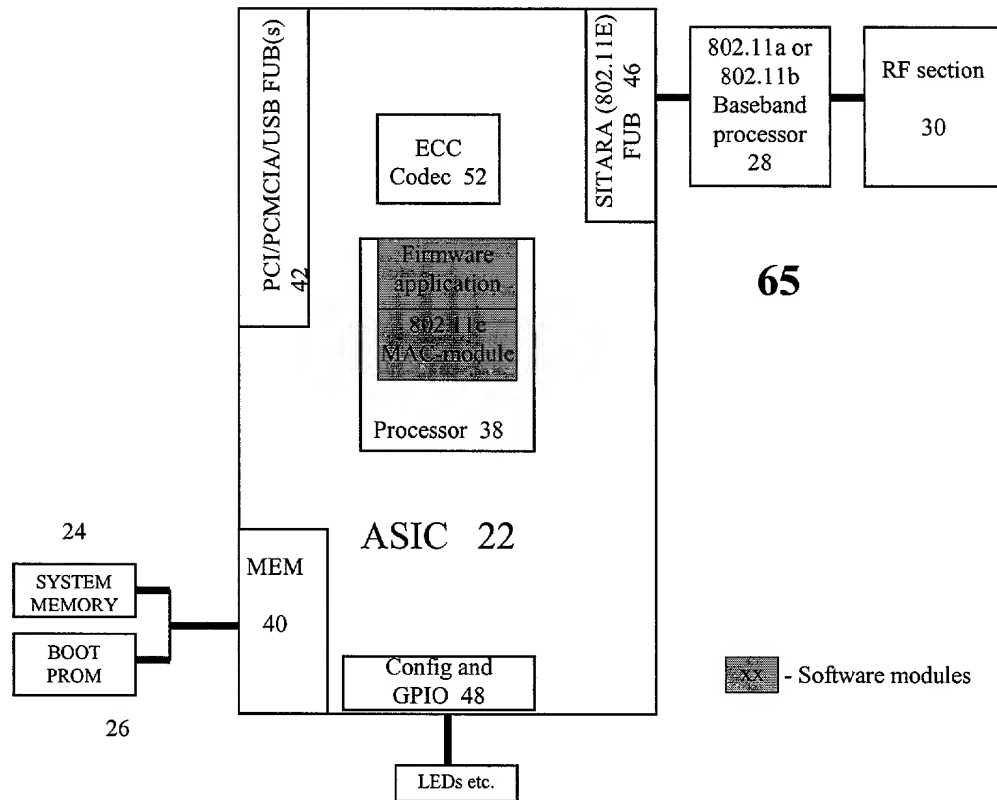 PCI/PCMCIA/USB FUB(s)
42
ECC
Codec 52
SITARA (802.11E)
FUB 46
802.11a or
802.11b
Baseband
processor
28
RF section
30
65
Firmware
application
802.11e
MAC-module
Processor 38
ASIC 22
24
SYSTEM
MEMORY
BOOT
PROM
26
MEM
40
Config and
GPIO 48
LEDs etc.
xx - Software modules